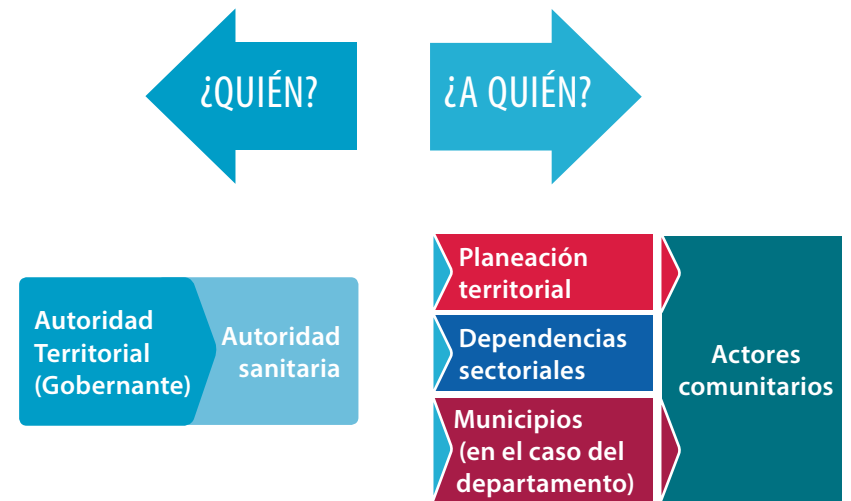 ¿QUIÉN?
¿A QUIÉN?
Autoridad
Territorial
(Gobernante)
Autoridad
sanitaria
Planeación
territorial
Dependencias
sectoriales
Municipios
(en el caso del
departamento)
Actores
comunitarios